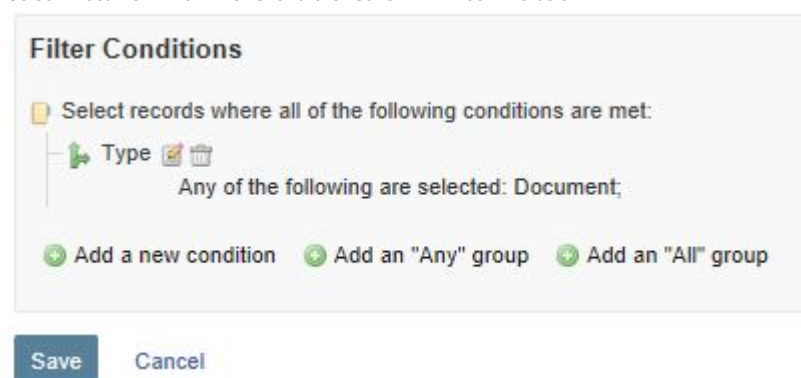 Filter Conditions
Select records where all of the following conditions are met:
Type
Any of the following are selected: Document;
Add a new condition Add an "Any" group Add an "All" group
Save Cancel